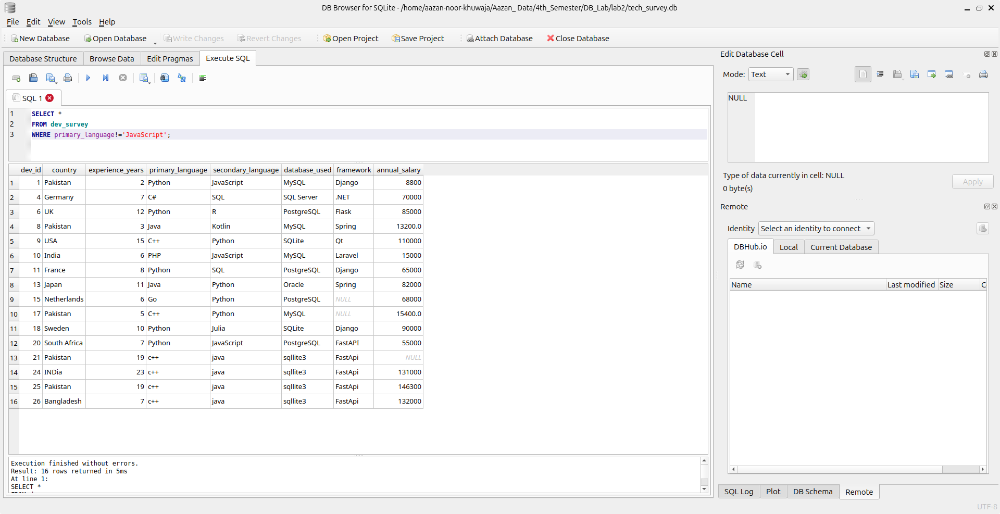 DB Browser for SQLite - /home/aazan-noor-khuwaja/Aazan_ Data/4th_Semester/DB_Lab/lab2/tech_survey.db
File Edit View Tools Help
New Database Open Database Write Changes Revert Changes Open Project Save Project Attach Database Close Database
Database Structure Browse Data Edit Pragmas Execute SQL
SQL 1
1 SELECT *
2 FROM dev_survey
3 WHERE primary_language!='JavaScript';
dev_id country experience_years primary_language secondary_language database_used framework annual_salary
1 1 Pakistan 2 Python JavaScript MySQL Django 8800
2 4 Germany 7 C# SQL SQL Server .NET 70000
3 6 UK 12 Python R PostgreSQL Flask 85000
4 8 Pakistan 3 Java Kotlin MySQL Spring 13200.0
5 9 USA 15 C++ Python SQLite Qt 110000
6 10 India 6 PHP JavaScript MySQL Laravel 15000
7 11 France 8 Python SQL PostgreSQL Django 65000
8 13 Japan 11 Java Python Oracle Spring 82000
9 15 Netherlands 6 Go Python PostgreSQL NULL 68000
10 17 Pakistan 5 C++ Python MySQL NULL 15400.0
11 18 Sweden 10 Python Julia SQLite Django 90000
12 20 South Africa 7 Python JavaScript PostgreSQL FastAPI 55000
13 21 Pakistan 19 c++ java sqllite3 FastApi NULL
14 24 INDia 23 c++ java sqllite3 FastApi 131000
15 25 Pakistan 19 c++ java sqllite3 FastApi 146300
16 26 Bangladesh 7 c++ java sqllite3 FastApi 132000
Execution finished without errors.
Result: 16 rows returned in 5ms
At line 1:
SELECT *
Edit Database Cell
Mode: Text
NULL
Type of data currently in cell: NULL
0 byte(s)
Apply
Remote
Identity Select an identity to connect
DBHub.io Local Current Database
Name Last modified Size C
SQL Log Plot DB Schema Remote
UTF-8